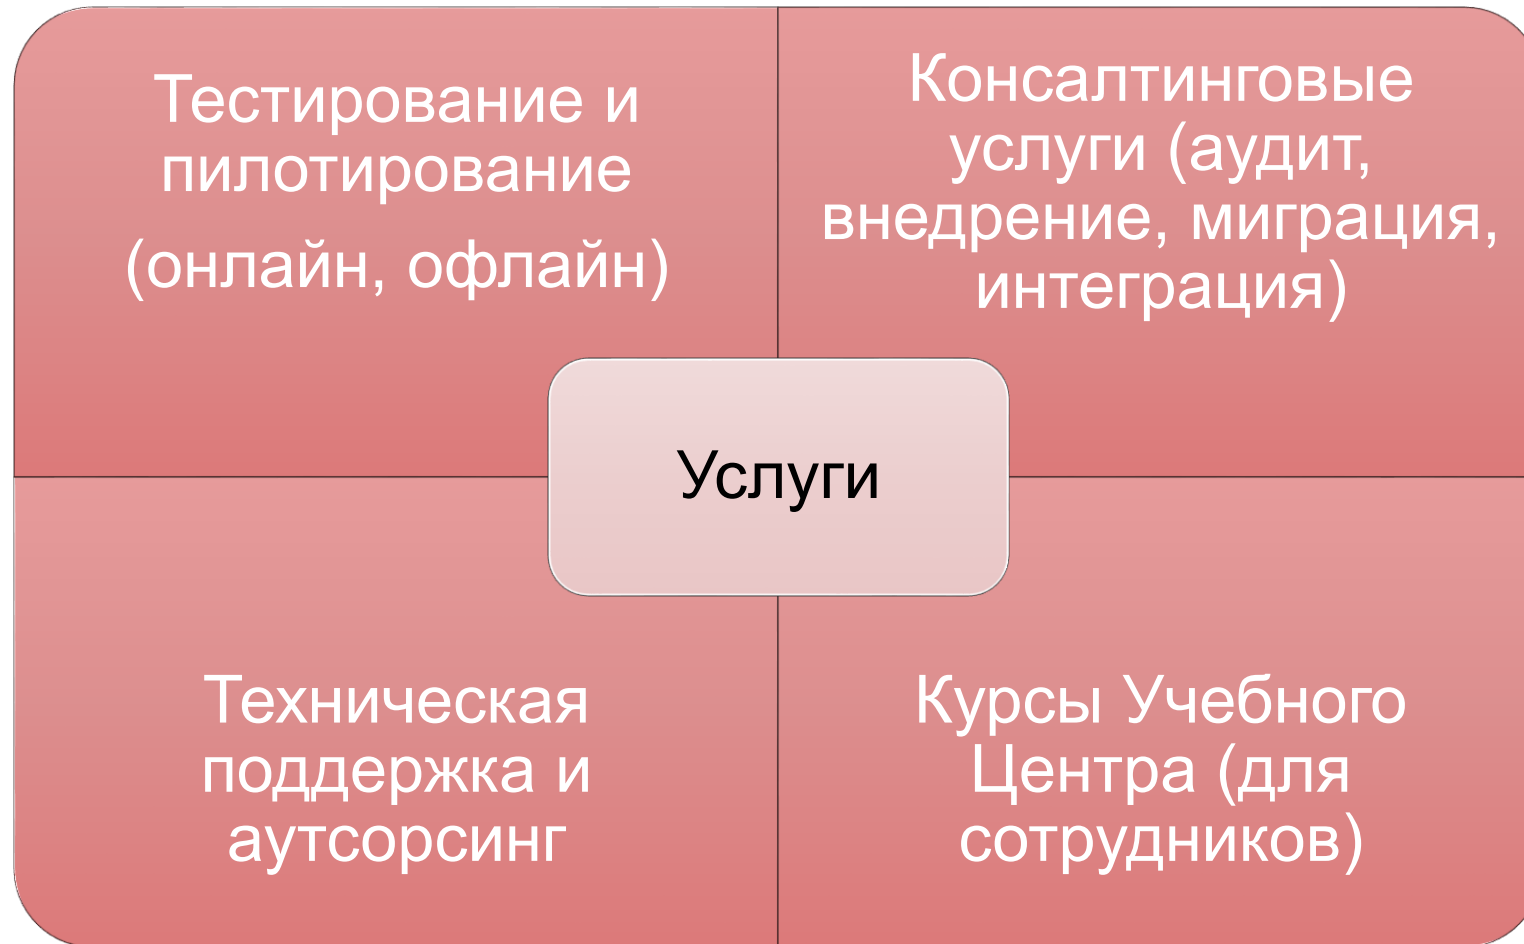 Тестирование и
пилотирование
(онлайн, офлайн)
Консалтинговые
услуги (аудит,
внедрение, миграция,
интеграция)
Услуги
Техническая
поддержка и
аутсорсинг
Курсы Учебного
Центра (для
сотрудников)